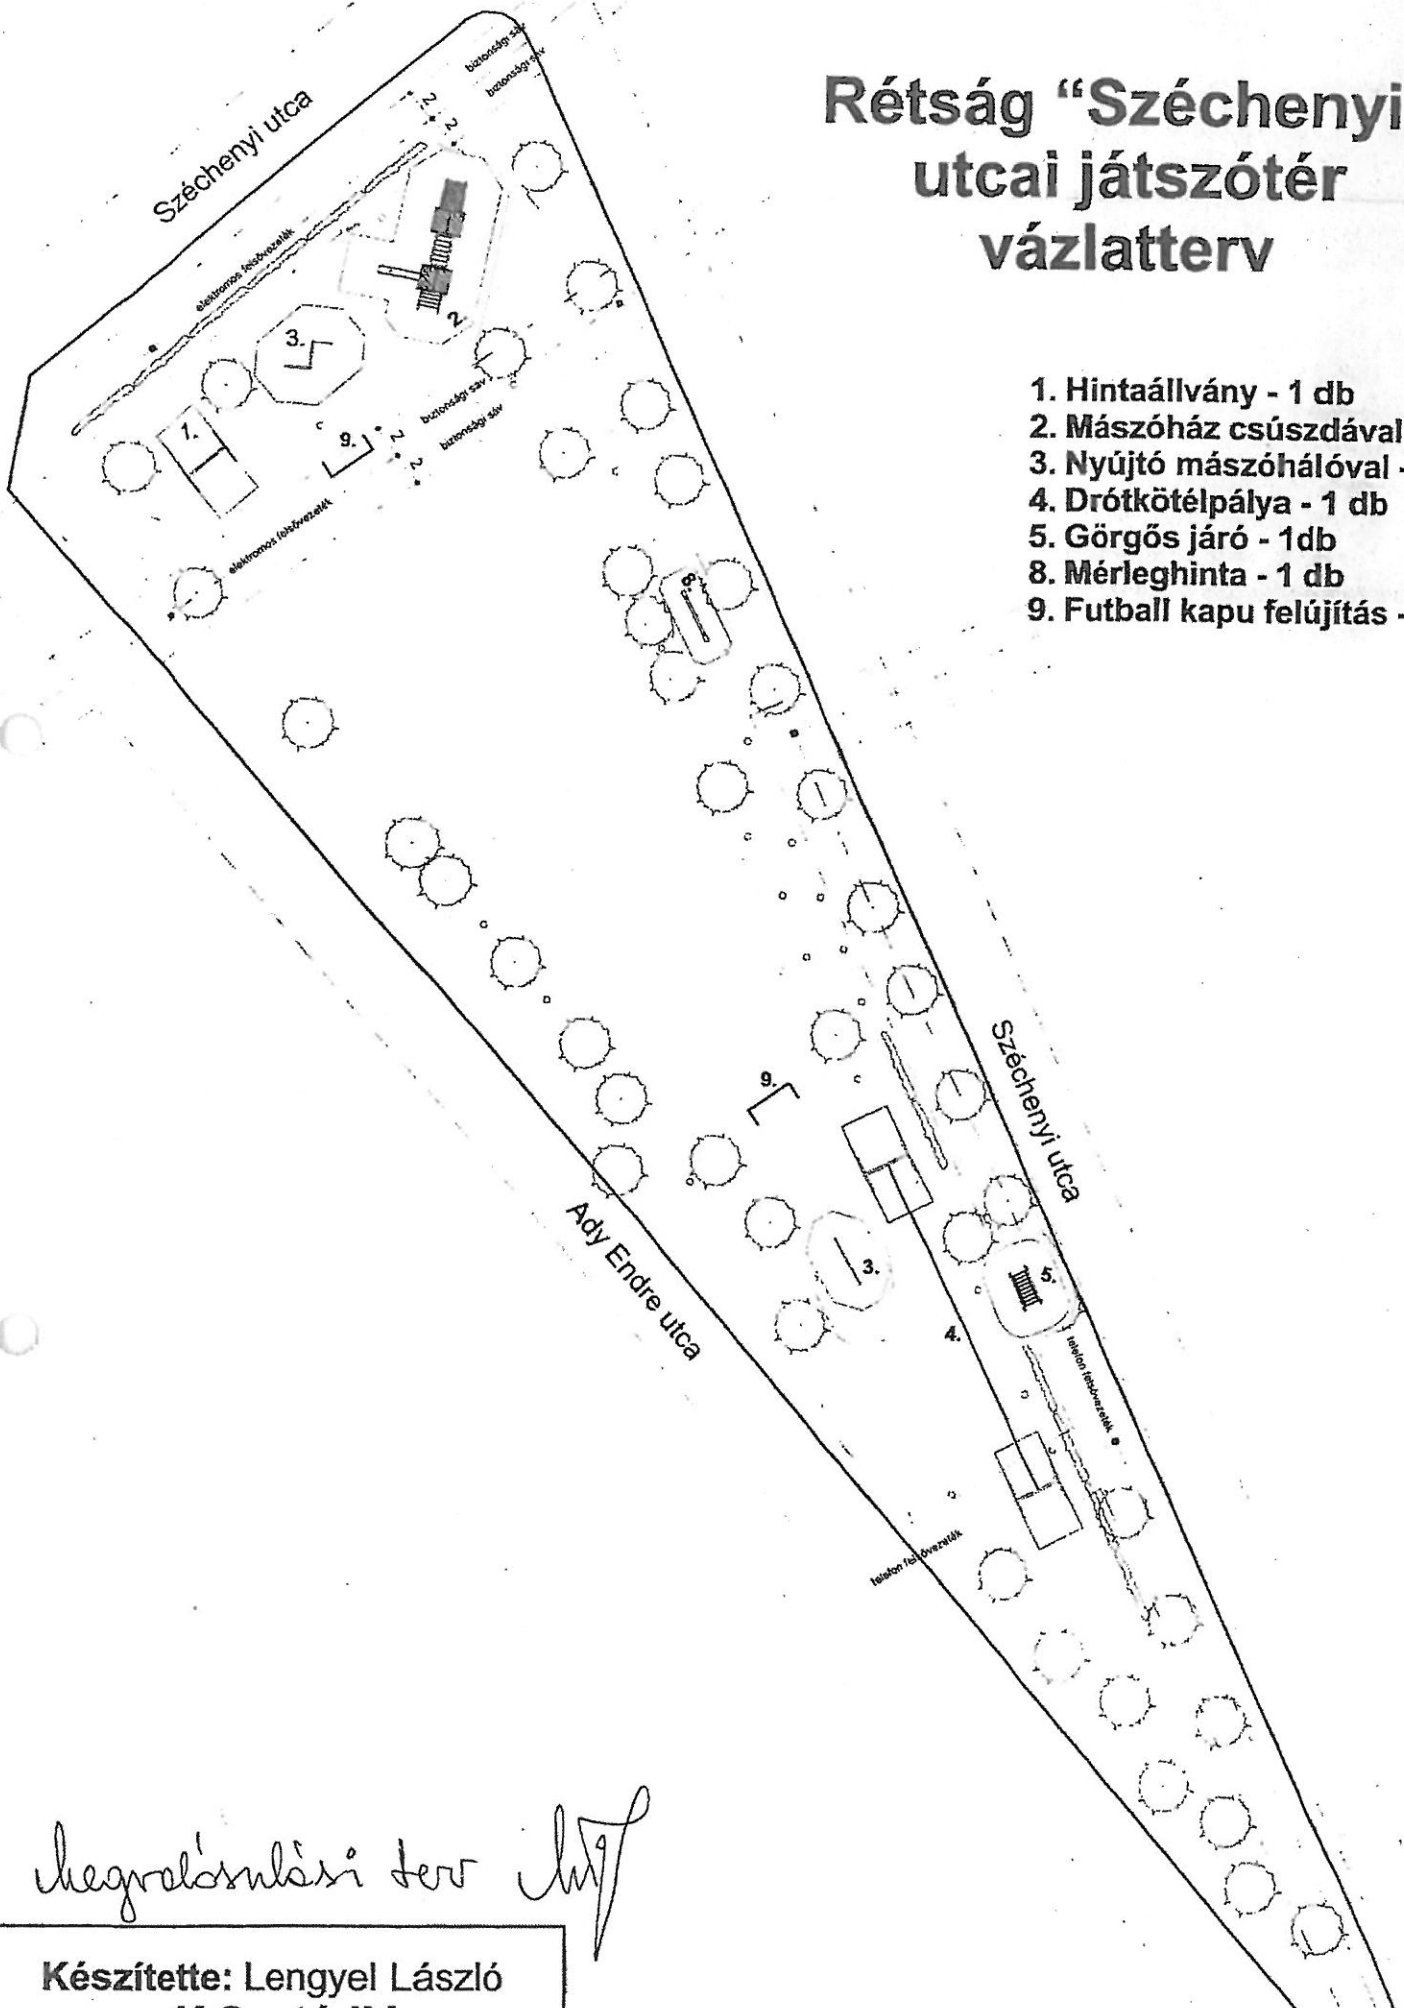 Rétság “Széchenyi
utcai játszótér
vázlatterv
1. Hintaállvány - 1 db
2. Mászóház csúszdával
3. Nyújtó mászóhálóval -
4. Drótkötélpálya - 1 db
5. Görgős járó - 1db
8. Mérleghinta - 1 db
9. Futball kapu felújítás -
biztonsági sáv
biztonsági sáv
Széchenyi utca
2.
2.
elektromos felsővezeték
2.
3.
biztonsági sáv
biztonsági sáv
1.
9.
2.
2.
elektromos felsővezeték
8.
Széchenyi utca
9.
Ady Endre utca
3.
5.
4.
telefon felsővezeték
telefon felsővezeték
Megvalósulási terv
Készítette: Lengyel László